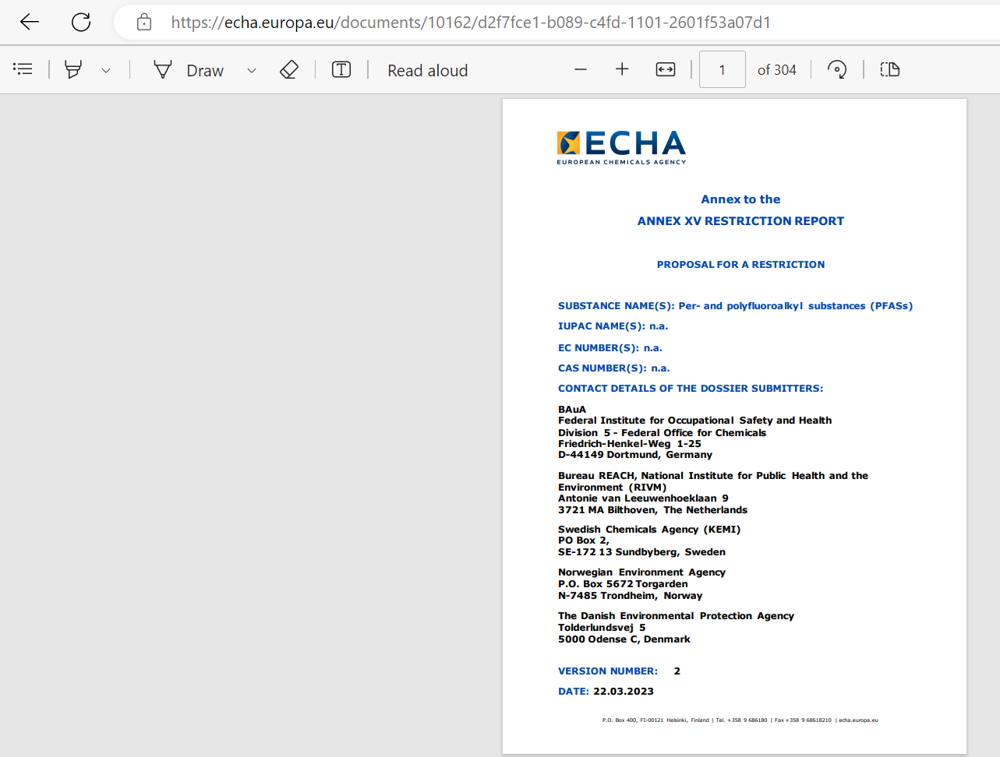 https://echa.europa.eu/documents/10162/d2f7fce1-b089-c4fd-1101-2601f53a07d1
Draw
Read aloud
1 of 304
ECHA
EUROPEAN CHEMICALS AGENCY
Annex to the
ANNEX XV RESTRICTION REPORT
PROPOSAL FOR A RESTRICTION
SUBSTANCE NAME(S): Per- and polyfluoroalkyl substances (PFASs)
IUPAC NAME(S): n.a.
EC NUMBER(S): n.a.
CAS NUMBER(S): n.a.
CONTACT DETAILS OF THE DOSSIER SUBMITTERS:
BAuA
Federal Institute for Occupational Safety and Health
Division 5 - Federal Office for Chemicals
Friedrich-Henkel-Weg 1-25
D-44149 Dortmund, Germany
Bureau REACH, National Institute for Public Health and the
Environment (RIVM)
Antonie van Leeuwenhoeklaan 9
3721 MA Bilthoven, The Netherlands
Swedish Chemicals Agency (KEMI)
PO Box 2,
SE-172 13 Sundbyberg, Sweden
Norwegian Environment Agency
P.O. Box 5672 Torgarden
N-7485 Trondheim, Norway
The Danish Environmental Protection Agency
Tolderlundsvej 5
5000 Odense C, Denmark
VERSION NUMBER: 2
DATE: 22.03.2023
P.O. Box 400, FI-00121 Helsinki, Finland | Tel. +358 9 686180 | Fax +358 9 68618210 | echa.europa.eu